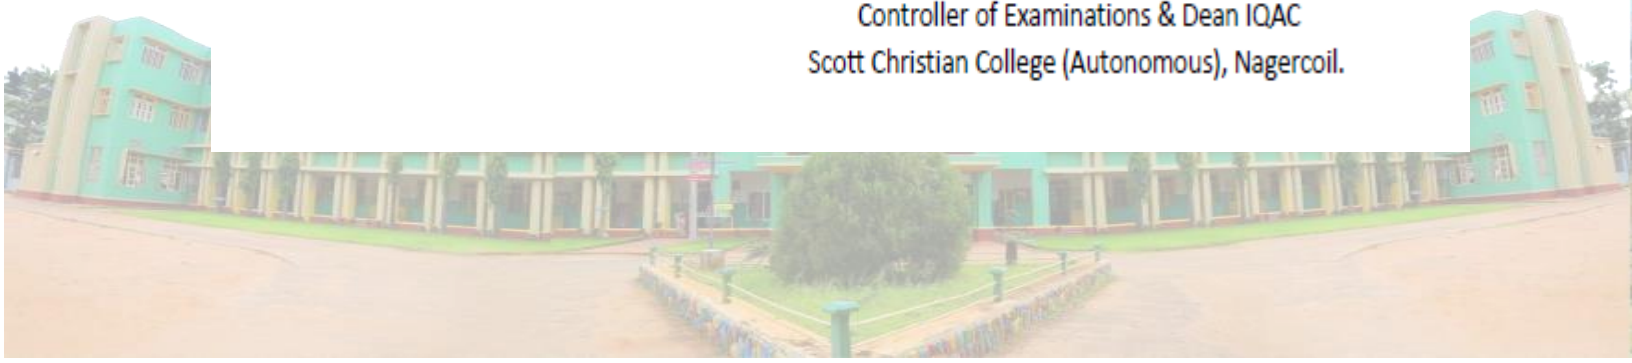 Controller of Examinations & Dean IQAC
Scott Christian College (Autonomous), Nagercoil.